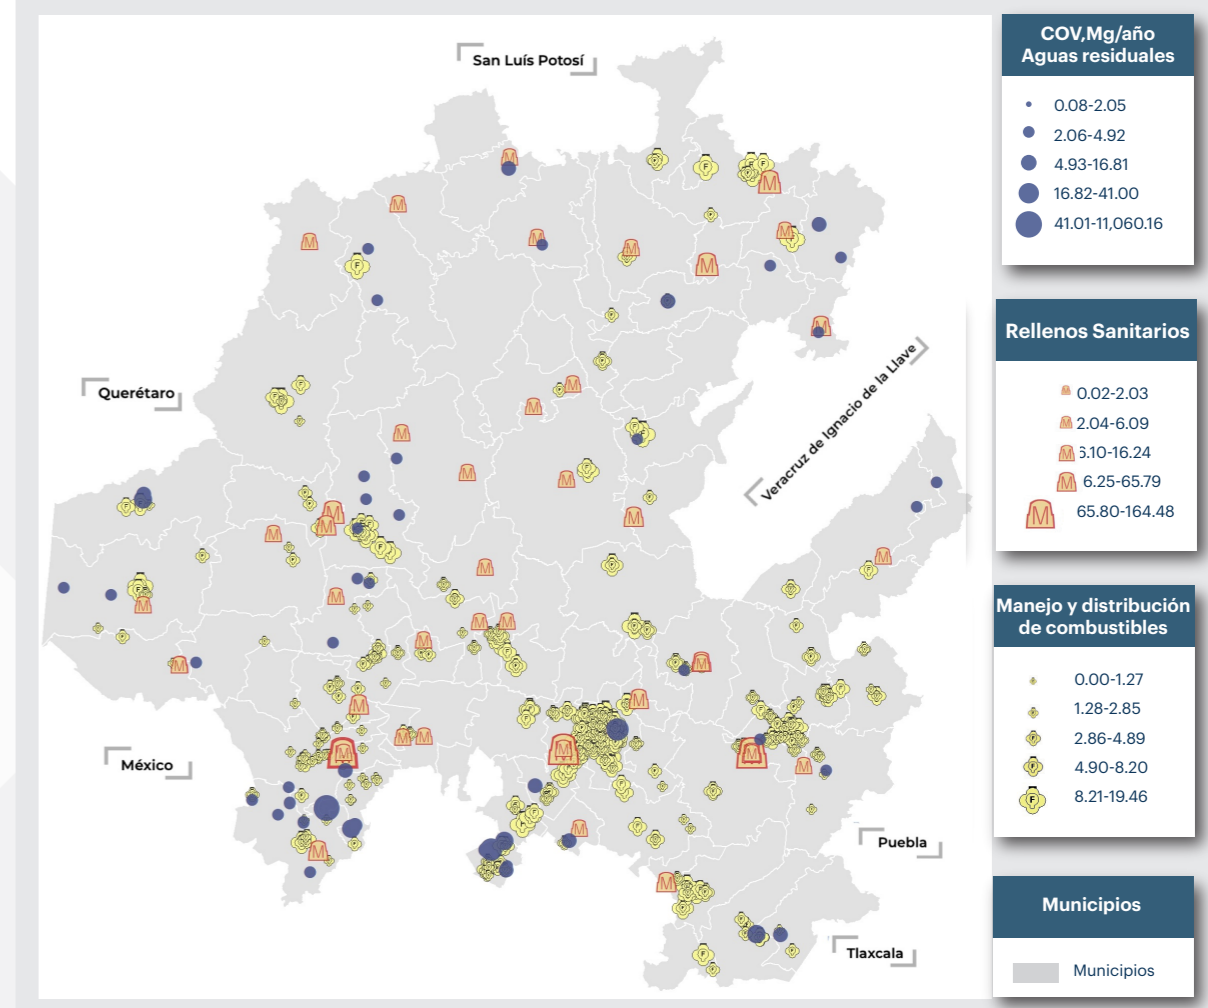 San Luís Potosí
Querétaro
Veracruz de Ignacio de la Llave
México
Puebla
Tlaxcala
COV,Mg/año
Aguas residuales
0.08-2.05
2.06-4.92
4.93-16.81
16.82-41.00
41.01-11,060.16
Rellenos Sanitarios
0.02-2.03
2.04-6.09
6.10-16.24
6.25-65.79
65.80-164.48
Manejo y distribución
de combustibles
0.00-1.27
1.28-2.85
2.86-4.89
4.90-8.20
8.21-19.46
Municipios
Municipios